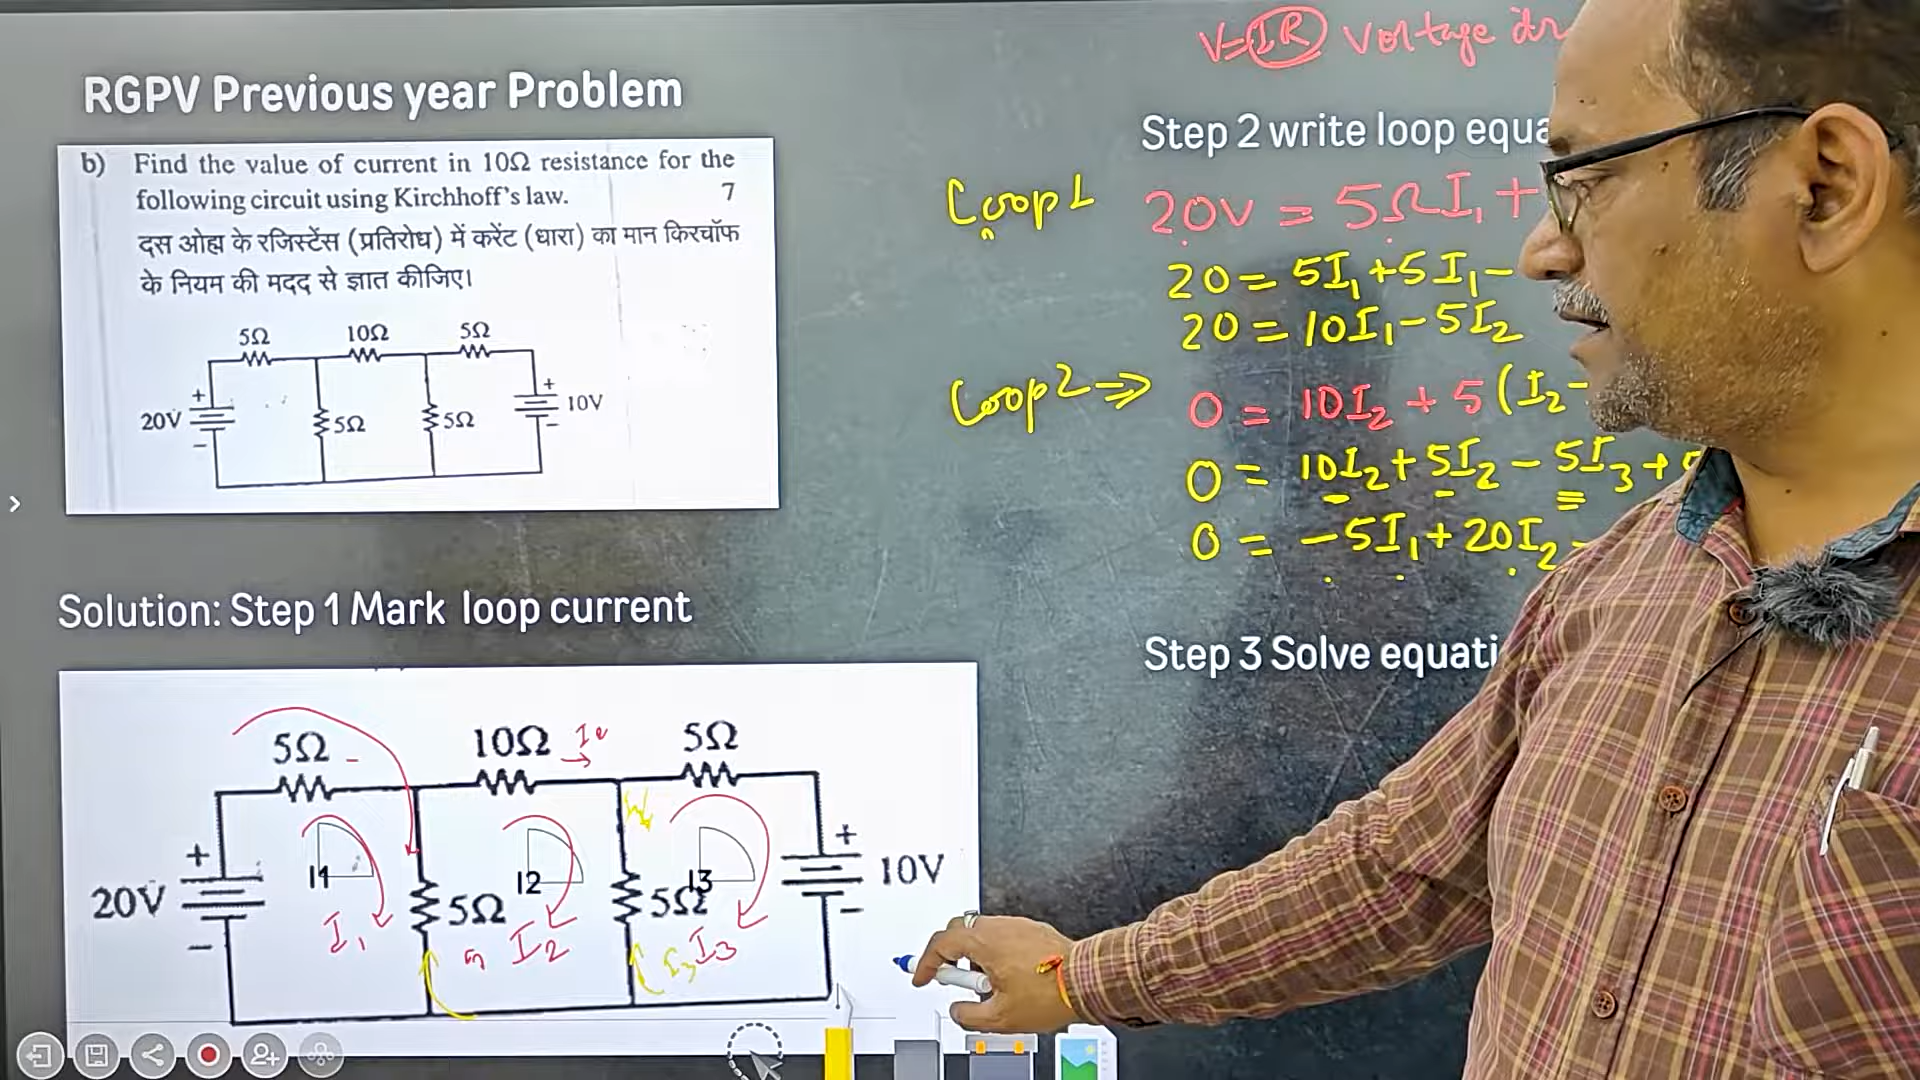 V=IR Voltage
RGPV Previous year Problem
b) Find the value of current in 10Ω resistance for the
following circuit using Kirchhoff's law. 7
दस ओह्म के रजिस्टेंस (प्रतिरोध) में करेंट (धारा) का मान किरचॉफ
के नियम की मदद से ज्ञात कीजिए।
5Ω 10Ω 5Ω
+ +
20V 5Ω 5Ω 10V
- -
Step 2 write loop
Loop 1 20V = 5ΩI₁ +
20 = 5I₁ + 5I₁ -
20 = 10I₁ - 5I₂
Loop 2 ⇒ 0 = 10I₂ + 5(I₂ -
0 = 10I₂ + 5I₂ - 5I₃ +
0 = -5I₁ + 20I₂ -
Solution: Step 1 Mark loop current
Step 3 Solve
5Ω - 10Ω → 5Ω
+ +
20V I1 5Ω I2 5Ω I3 10V
- -
I₁ I₂ I₃ I₃